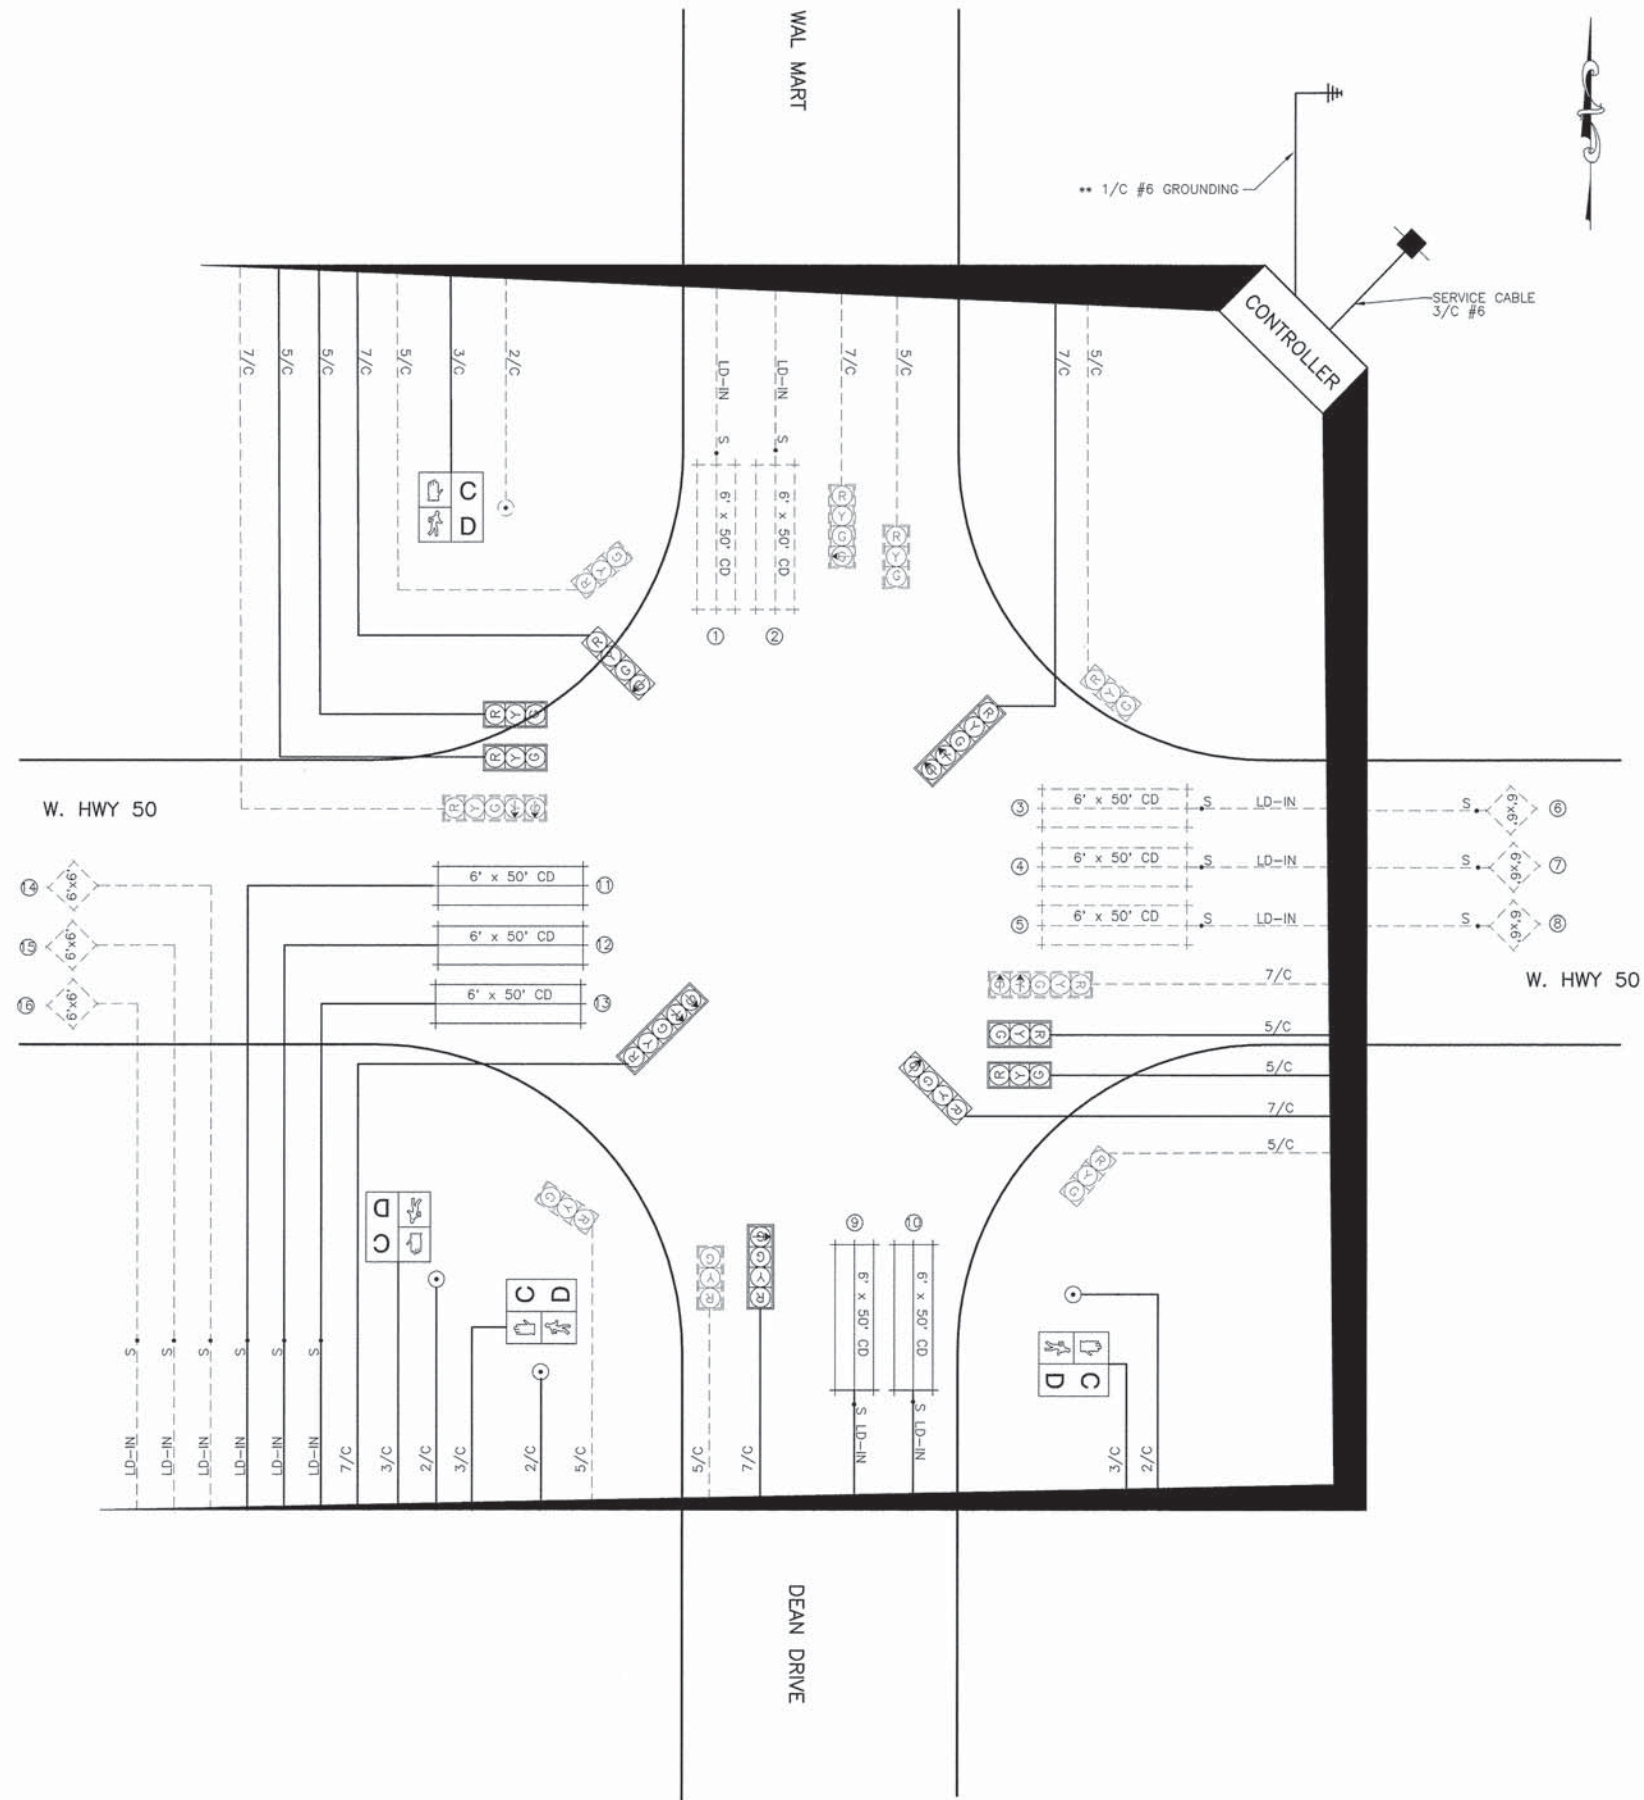 WAL MART
** 1/C #6 GROUNDING
SERVICE CABLE
3/C #6
CONTROLLER
7/C
5/C
5/C
7/C
5/C
3/C
2/C
LD-IN
LD-IN
7/C
5/C
7/C
5/C
S
S
C
D
6' x 50' CD
6' x 50' CD
R Y G G
R Y G
R Y G
1
2
R Y G G
R Y G
R Y G
R Y G
R Y G Y G
R Y G Y G
W. HWY 50
3
6' x 50' CD
S
LD-IN
S
6'x6'
6
4
6' x 50' CD
S
LD-IN
S
6'x6'
7
5
6' x 50' CD
S
LD-IN
S
6'x6'
8
14
6'x6'
6' x 50' CD
11
15
6'x6'
6' x 50' CD
12
16
6'x6'
6' x 50' CD
13
W. HWY 50
R Y G Y G
7/C
R Y G
5/C
R Y G
5/C
R Y G Y G
R Y G G
7/C
R Y G
5/C
D
C
C
D
R Y G
R Y G
R Y G G
9
10
6' x 50' CD
6' x 50' CD
C
D
S
S
S
S
S
S
S
S
LD-IN
LD-IN
LD-IN
LD-IN
LD-IN
LD-IN
7/C
3/C
2/C
3/C
2/C
5/C
5/C
7/C
LD-IN
LD-IN
3/C
2/C
DEAN DRIVE